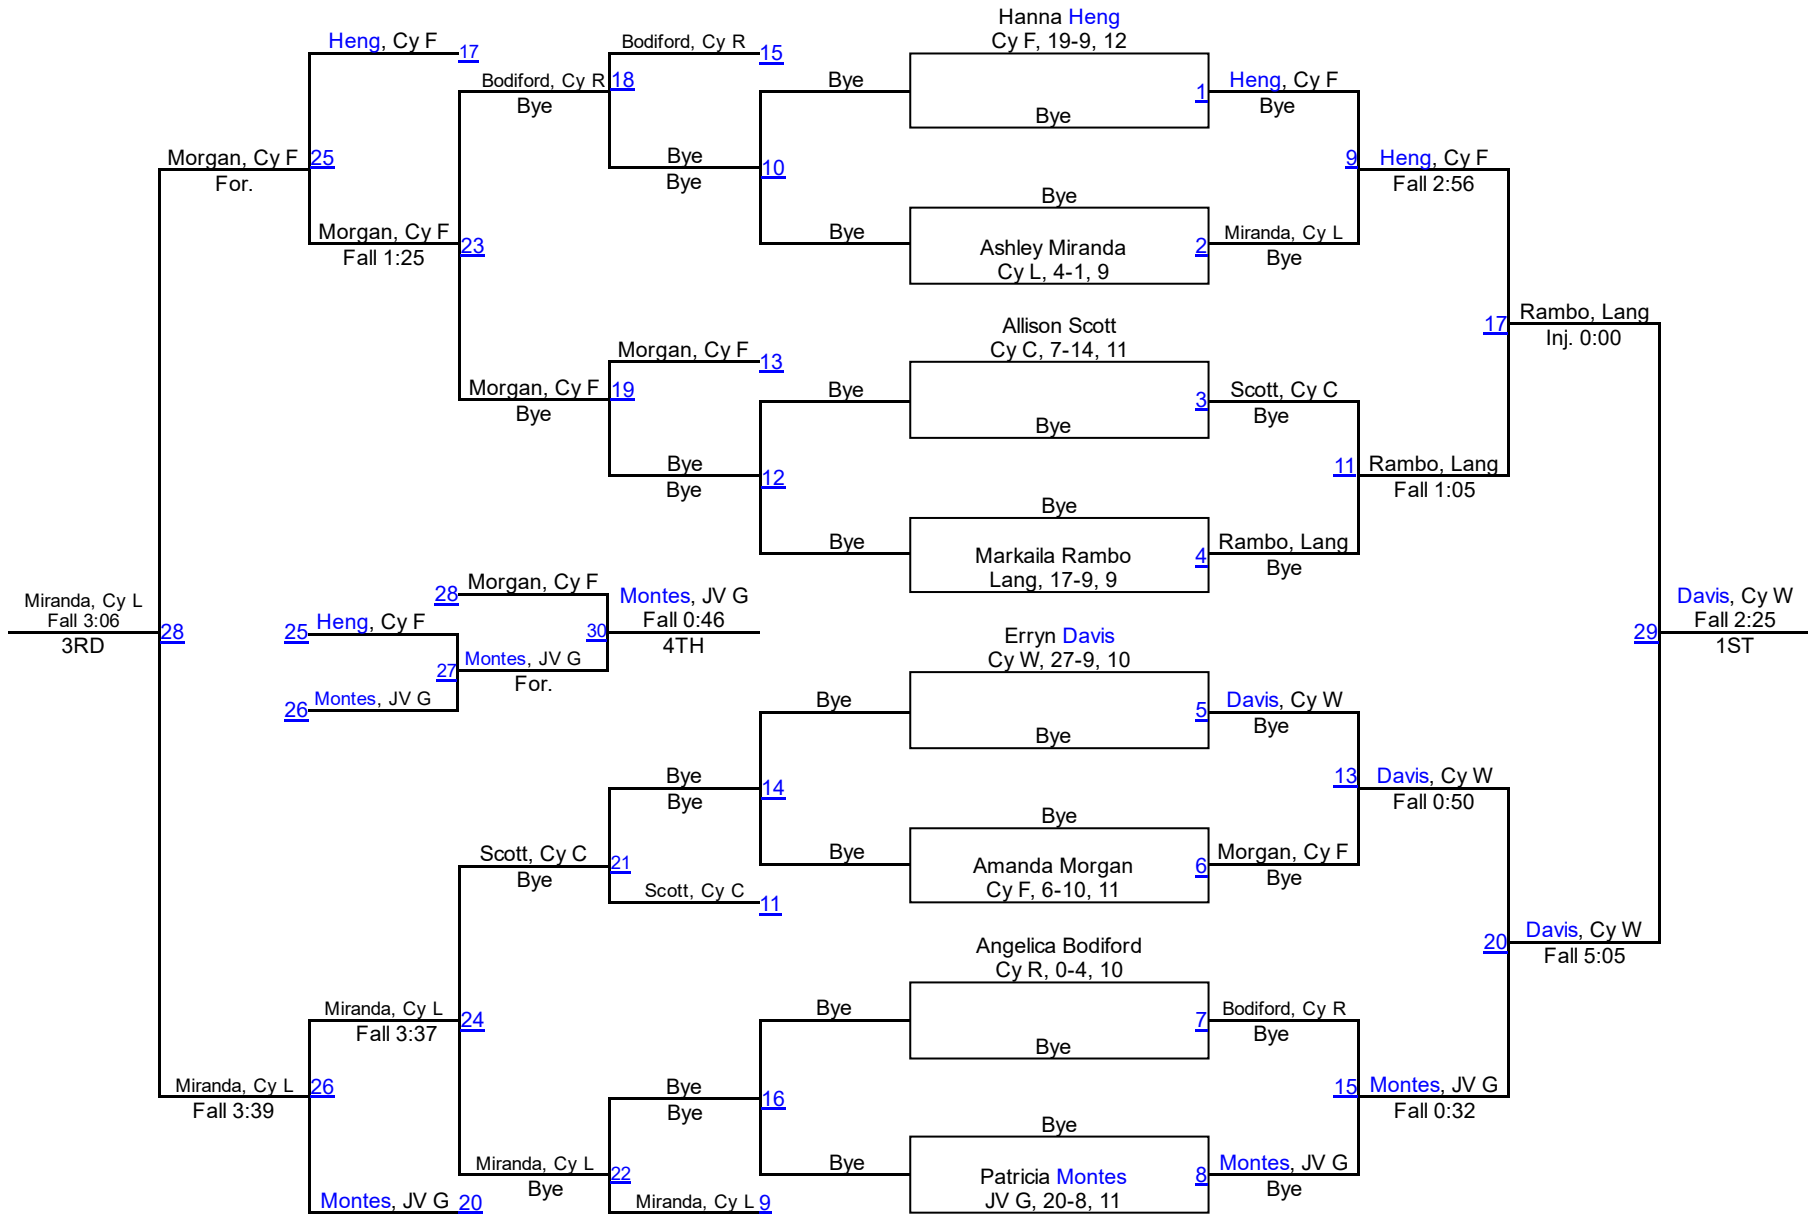 Hanna Heng
Cy F, 19-9, 12
Heng, Cy F
17
Bodiford, Cy R
15
Bodiford, Cy R
18
Bye
Bye
1
Heng, Cy F
Bye
Bye
Bye
Morgan, Cy F
25
For.
Bye
10
Bye
9
Heng, Cy F
Fall 2:56
Bye
Morgan, Cy F
Fall 1:25
23
Bye
Ashley Miranda
Cy L, 4-1, 9
2
Miranda, Cy L
Bye
Allison Scott
Cy C, 7-14, 11
17
Rambo, Lang
Inj. 0:00
Morgan, Cy F
13
Morgan, Cy F
19
Bye
Bye
3
Scott, Cy C
Bye
Bye
Bye
12
Bye
11
Rambo, Lang
Fall 1:05
Bye
Bye
Markaila Rambo
Lang, 17-9, 9
4
Rambo, Lang
Bye
Miranda, Cy L
Fall 3:06
3RD
28
28
Morgan, Cy F
25
Heng, Cy F
27
Montes, JV G
For.
26
Montes, JV G
30
Montes, JV G
Fall 0:46
4TH
29
Davis, Cy W
Fall 2:25
1ST
Erryn Davis
Cy W, 27-9, 10
Bye
5
Davis, Cy W
Bye
Bye
Bye
14
Bye
13
Davis, Cy W
Fall 0:50
Bye
Scott, Cy C
21
Bye
Scott, Cy C
11
Bye
Amanda Morgan
Cy F, 6-10, 11
6
Morgan, Cy F
Bye
Angelica Bodiford
Cy R, 0-4, 10
20
Davis, Cy W
Fall 5:05
Miranda, Cy L
Fall 3:37
24
Bye
7
Bodiford, Cy R
Bye
Bye
Miranda, Cy L
26
Fall 3:39
Bye
16
Bye
15
Montes, JV G
Fall 0:32
Bye
Miranda, Cy L
22
Bye
Bye
Patricia Montes
JV G, 20-8, 11
8
Montes, JV G
Bye
Montes, JV G
20
Miranda, Cy L
9